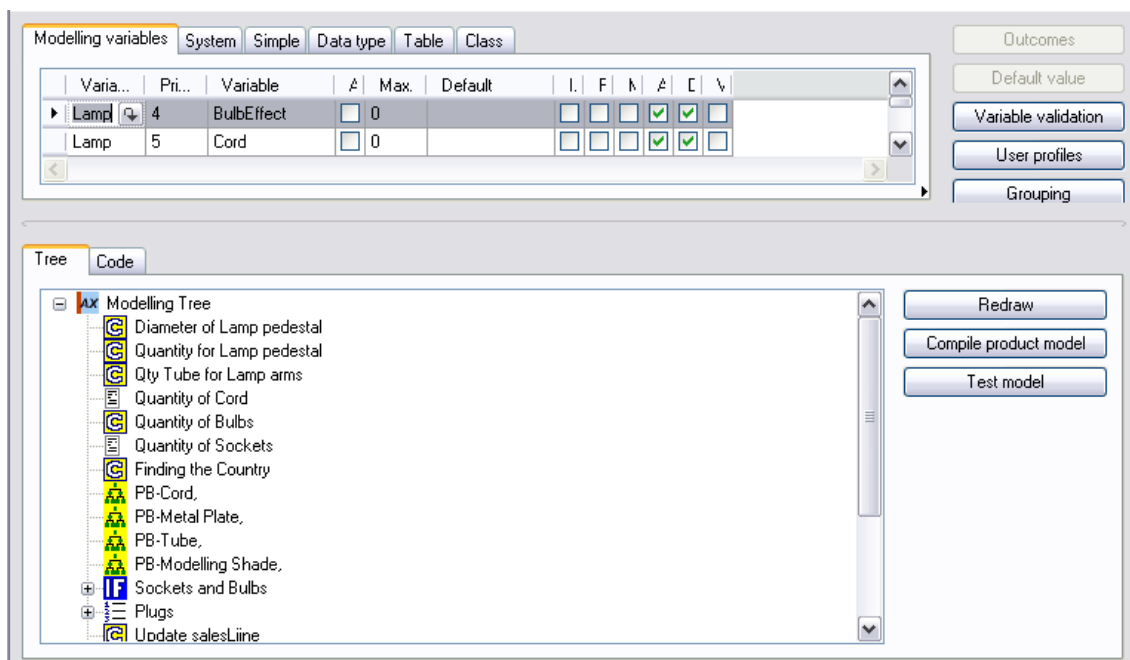 Modelling variables System Simple Data type Table Class
Outcomes
Default value
Variable validation
User profiles
Grouping
Varia... Pri... Variable A Max. Default I. F M A D V
Lamp 4 BulbEffect 0
Lamp 5 Cord 0
Tree Code
AX Modelling Tree
C Diameter of Lamp pedestal
C Quantity for Lamp pedestal
C Qty Tube for Lamp arms
Quantity of Cord
C Quantity of Bulbs
Quantity of Sockets
C Finding the Country
PB-Cord,
PB-Metal Plate,
PB-Tube,
PB-Modelling Shade,
IF Sockets and Bulbs
Plugs
C Update salesLiine
Redraw
Compile product model
Test model